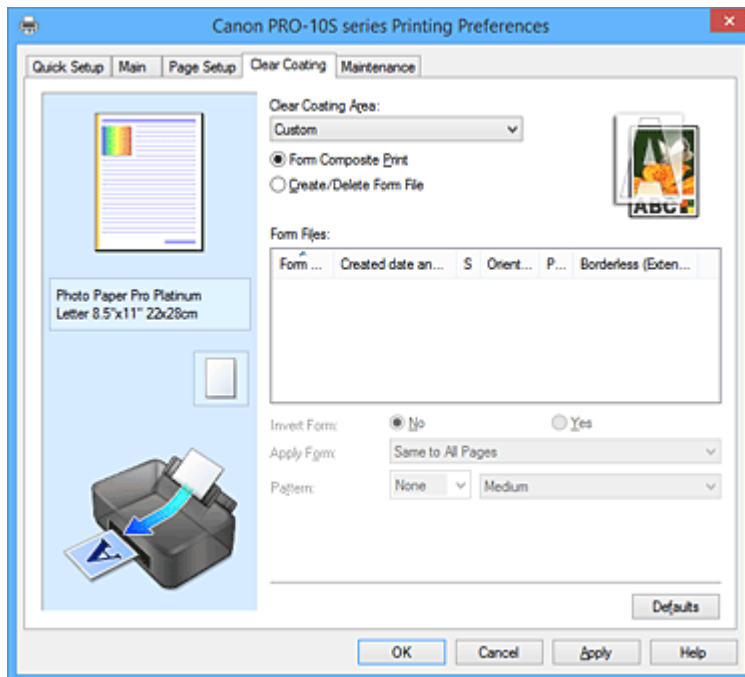 Canon PRO-10S series Printing Preferences
Quick Setup Main Page Setup Clear Coating Maintenance
Clear Coating Area:
Custom
Form Composite Print
Create/Delete Form File
ABC
Form Files:
Form ... Created date an... S Orient... P... Borderless (Exten...
Photo Paper Pro Platinum
Letter 8.5"x11" 22x28cm
Invert Form: No Yes
Apply Form: Same to All Pages
Pattern: None Medium
A
Defaults
OK Cancel Apply Help